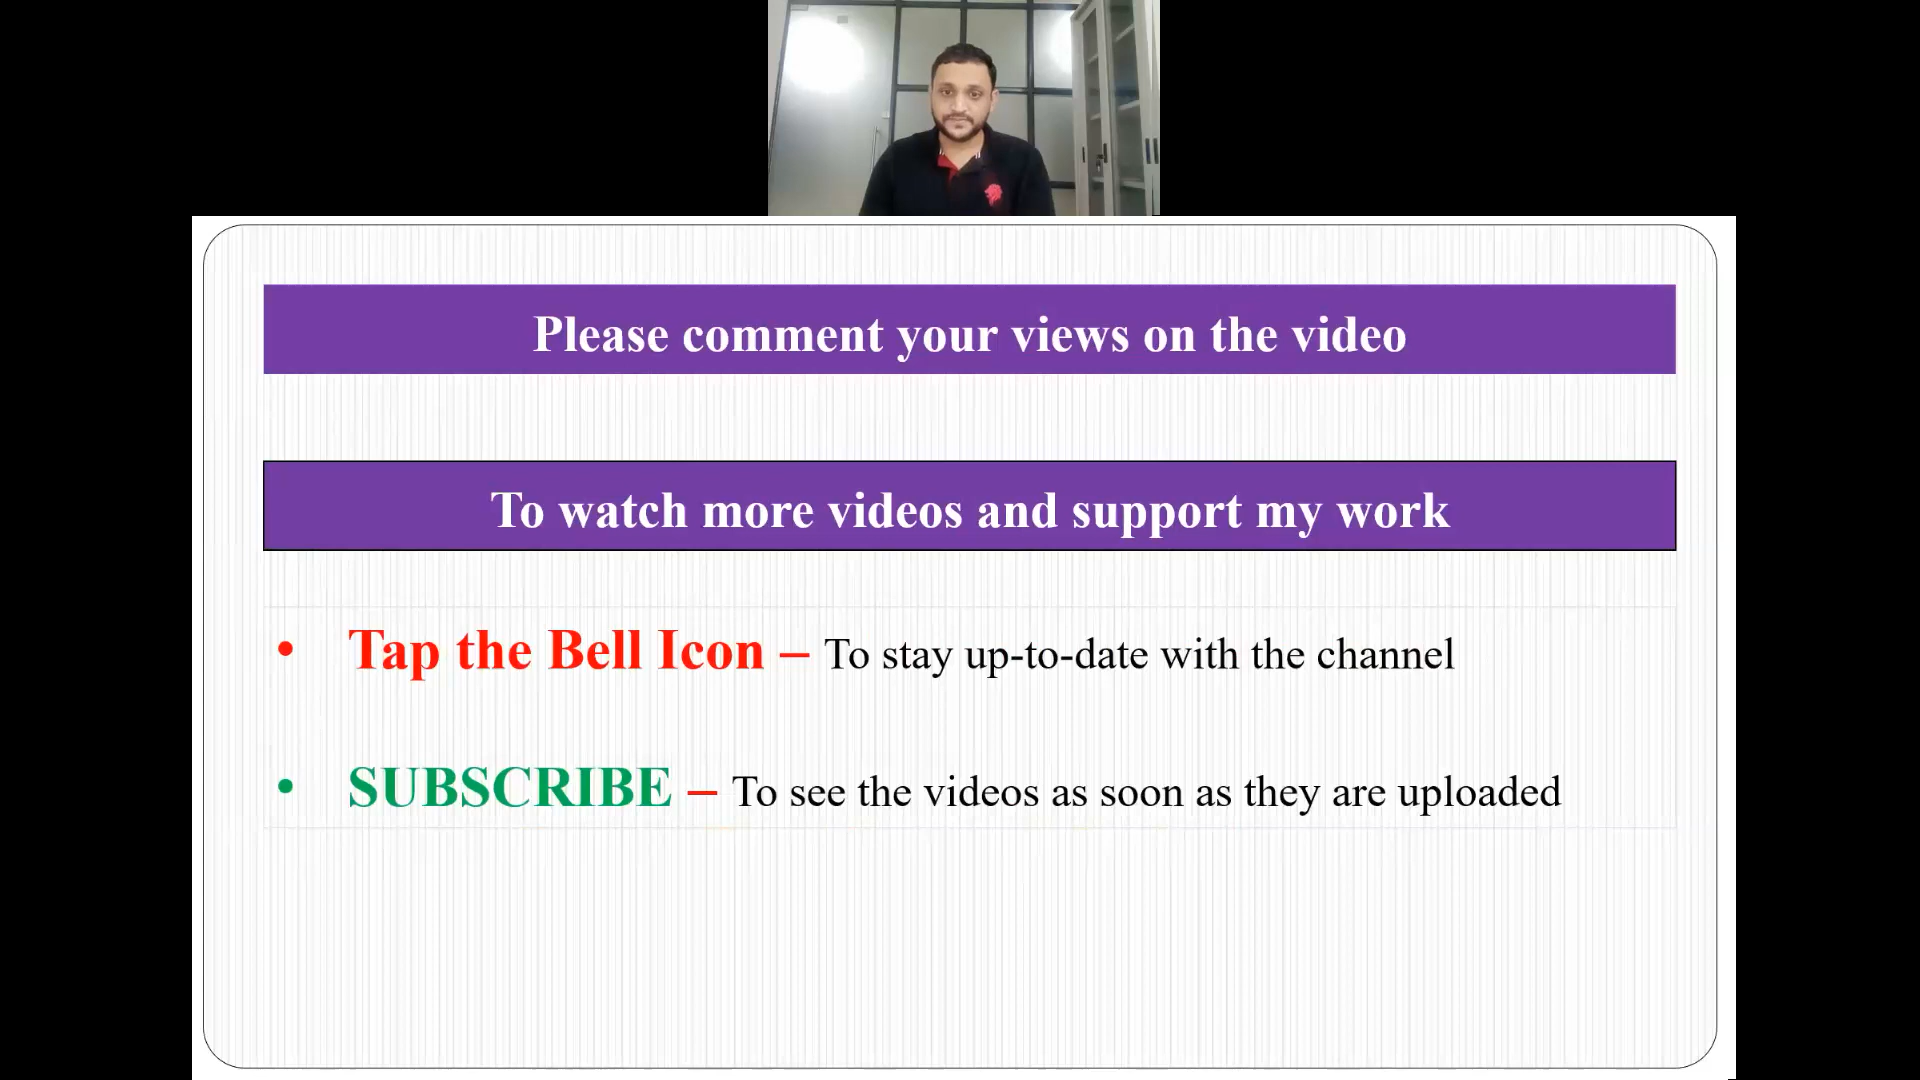 Please comment your views on the video
To watch more videos and support my work
• Tap the Bell Icon – To stay up-to-date with the channel
• SUBSCRIBE – To see the videos as soon as they are uploaded